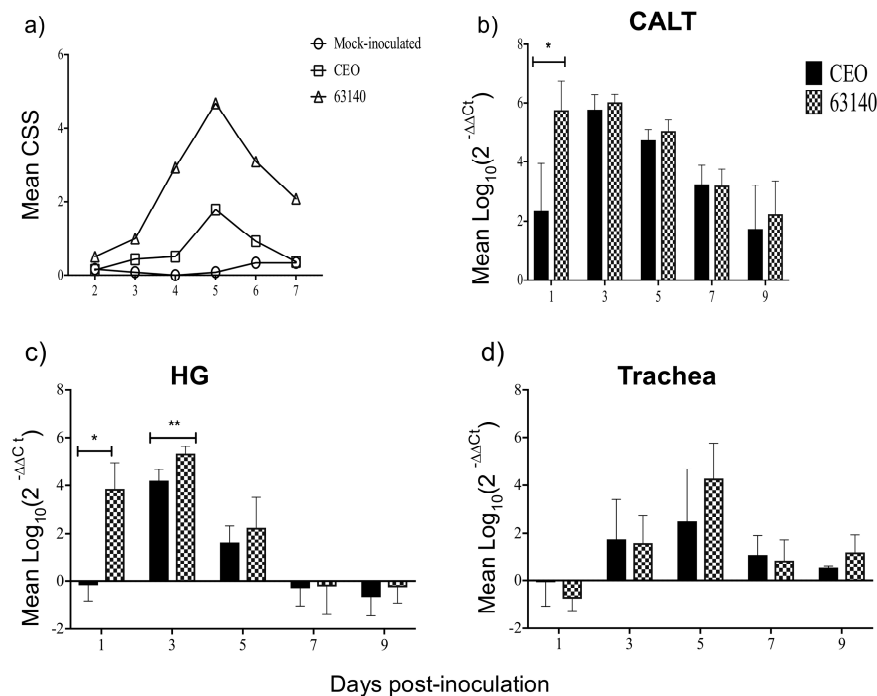 a)
Mock-inoculated
CEO
63140
6
4
2
0
Mean CSS
2 3 4 5 6 7
b)
CALT
CEO
63140
8
6
4
2
0
Mean Log10(2 -ΔΔCt)
*
1 3 5 7 9
c)
HG
8
6
4
2
0
-2
Mean Log10(2 -ΔΔC t)
*
**
1 3 5 7 9
d)
Trachea
8
6
4
2
0
-2
Mean Log10(2 -ΔΔCt)
1 3 5 7 9
Days post-inoculation